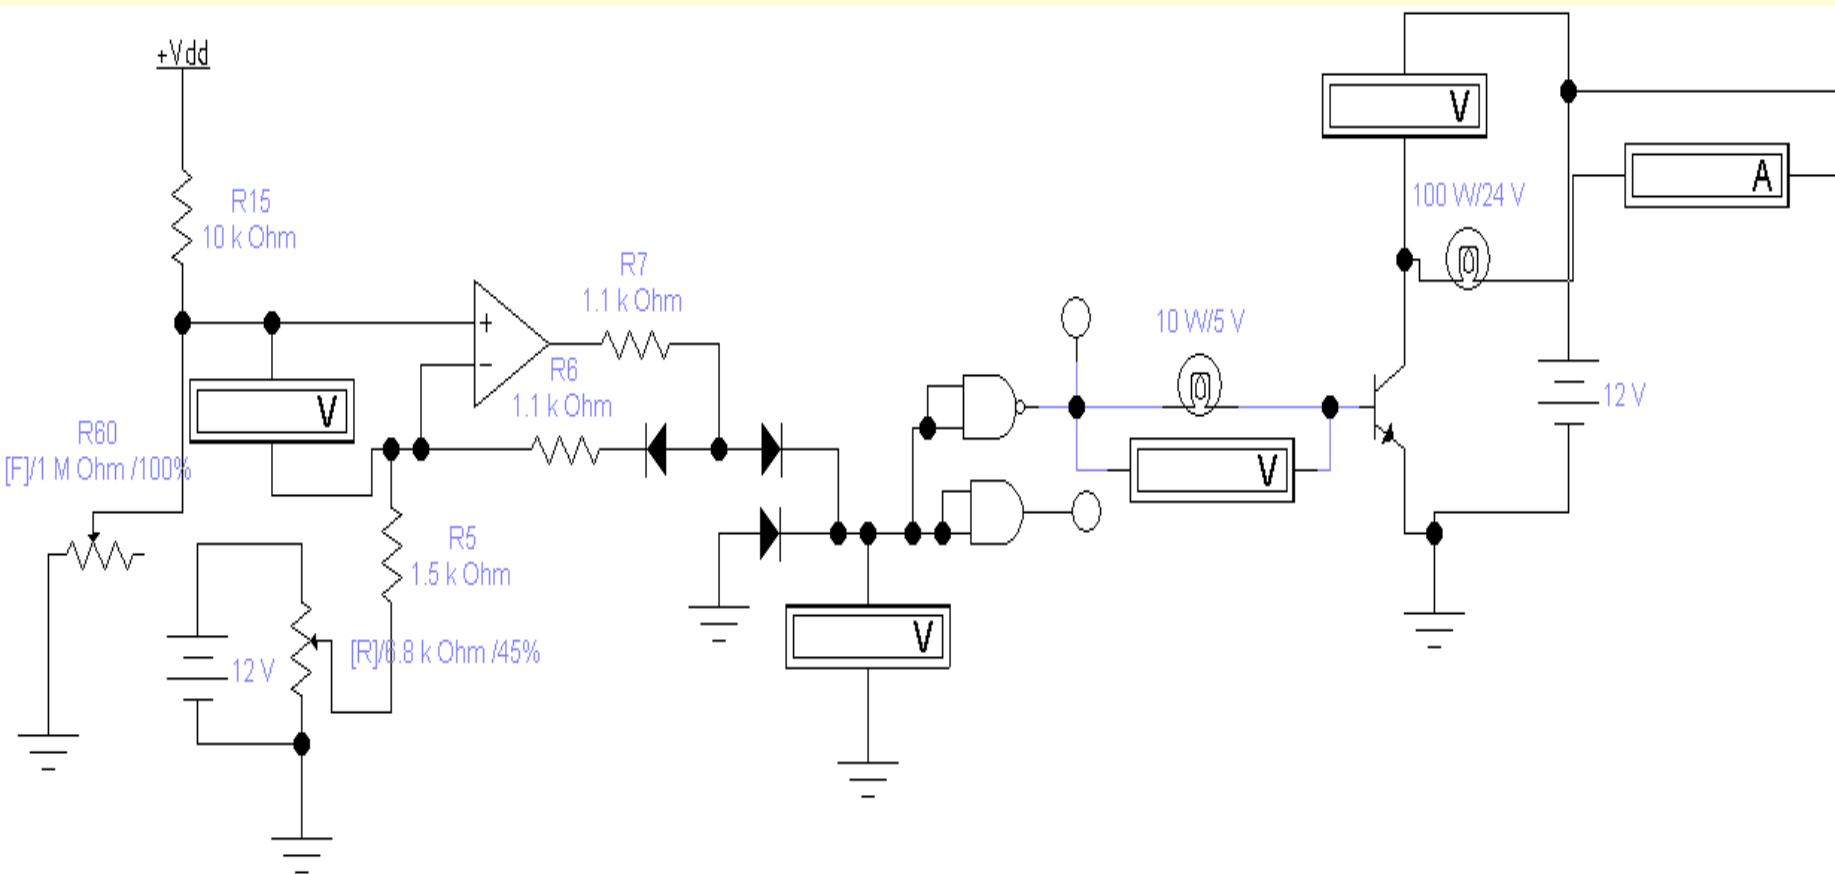 +Vdd
V
100 W/24 V
A
R15
10 k Ohm
R7
1.1 k Ohm
+
−
R6
1.1 k Ohm
10 W/5 V
V
12 V
R60
[F]/1 M Ohm /100%
V
R5
1.5 k Ohm
[R]/6.8 k Ohm /45%
12 V
V